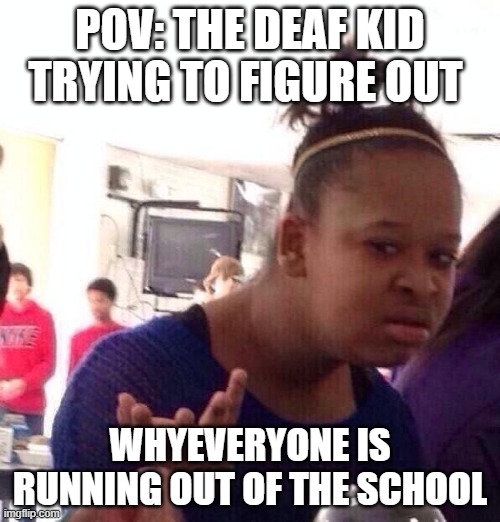 POV: THE DEAF KID
TRYING TO FIGURE OUT
WHYEVERYONE IS
RUNNING OUT OF THE SCHOOL
imgflip.com